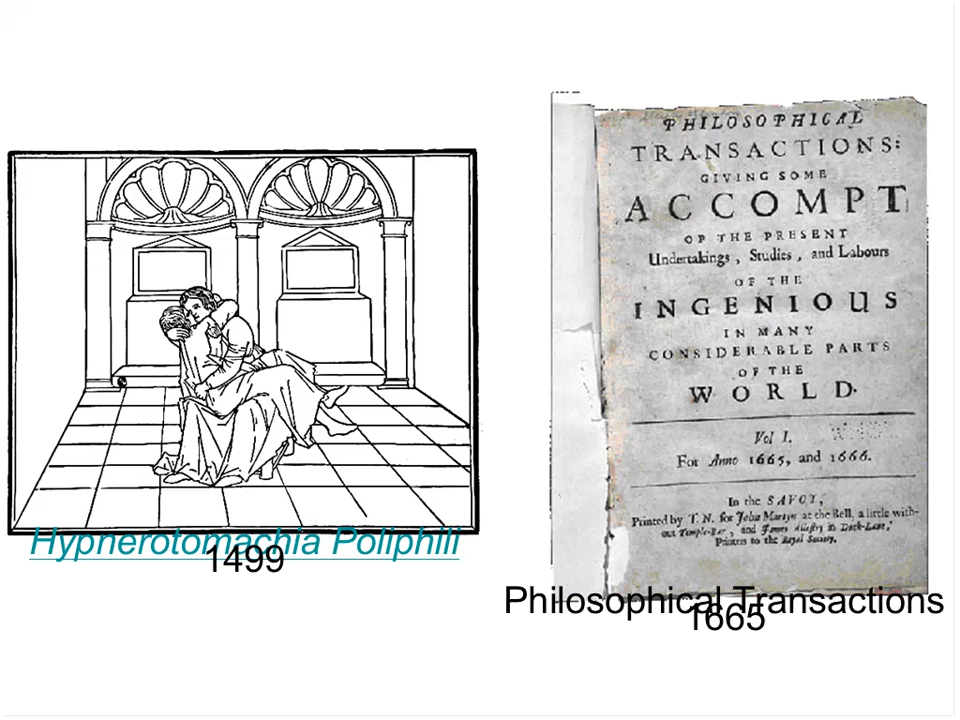 Hypnerotomachia Poliphili
1499
PHILOSOPHICAL
TRANSACTIONS:
GIVING SOME
ACCOMPT
OF THE PRESENT
Undertakings, Studies, and Labours
OF THE
INGENIOUS
IN MANY
CONSIDERABLE PARTS
OF THE
WORLD.
Vol I.
For Anno 1665, and 1666.
In the SAVOY,
Printed by T. N. for John Martyn at the Bell, a little with-
out Temple-Bar, and James Allestry in Duck-Lane,
Printers to the Royal Society.
Philosophical Transactions
1665